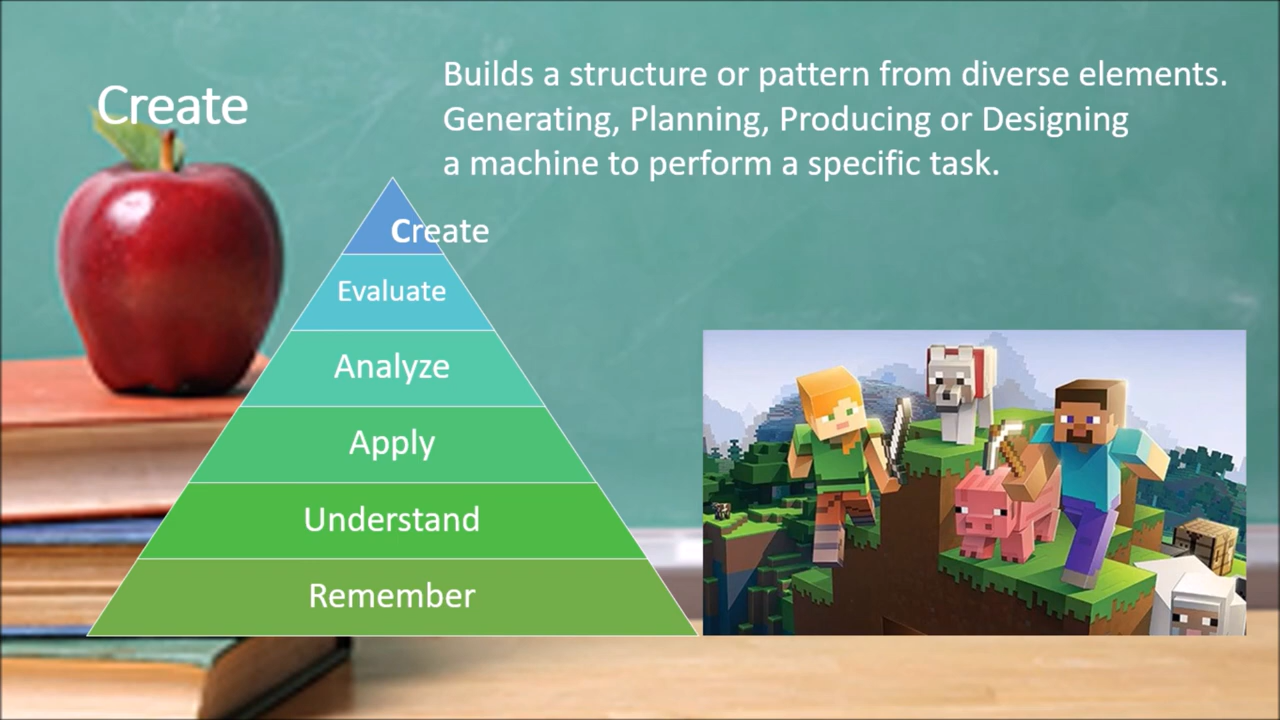 Create
Builds a structure or pattern from diverse elements.
Generating, Planning, Producing or Designing
a machine to perform a specific task.
Create
Evaluate
Analyze
Apply
Understand
Remember